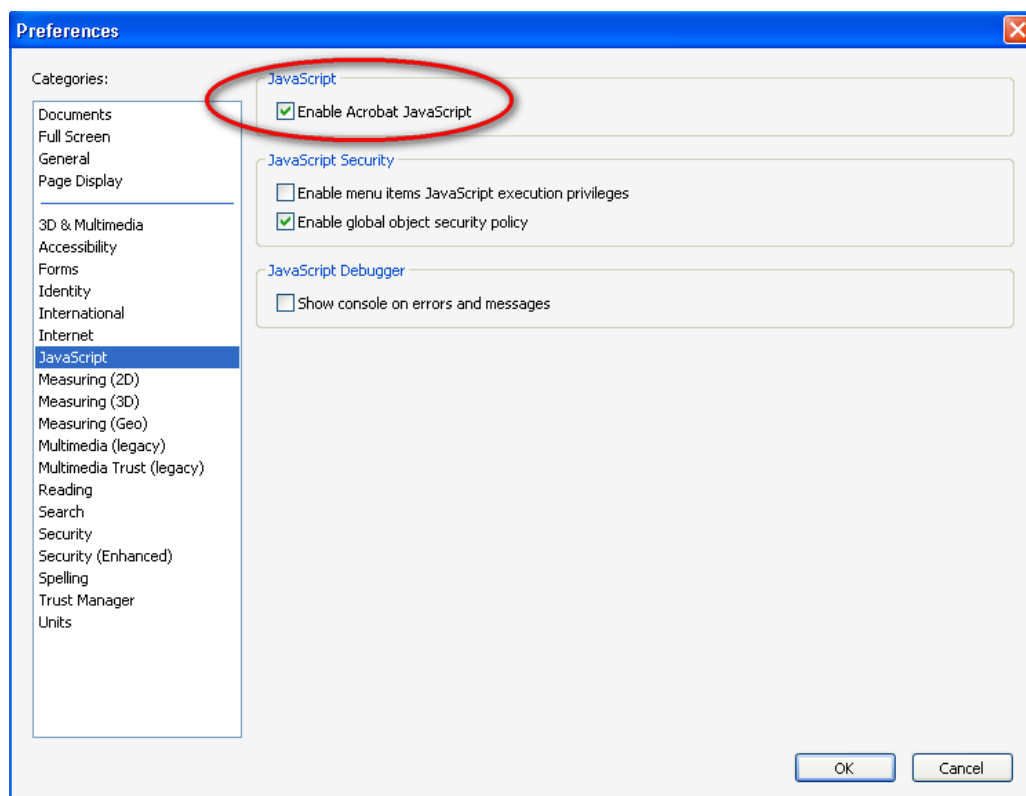 Preferences
Categories:
Documents
Full Screen
General
Page Display
3D & Multimedia
Accessibility
Forms
Identity
International
Internet
JavaScript
Measuring (2D)
Measuring (3D)
Measuring (Geo)
Multimedia (legacy)
Multimedia Trust (legacy)
Reading
Search
Security
Security (Enhanced)
Spelling
Trust Manager
Units
JavaScript
Enable Acrobat JavaScript
JavaScript Security
Enable menu items JavaScript execution privileges
Enable global object security policy
JavaScript Debugger
Show console on errors and messages
OK
Cancel